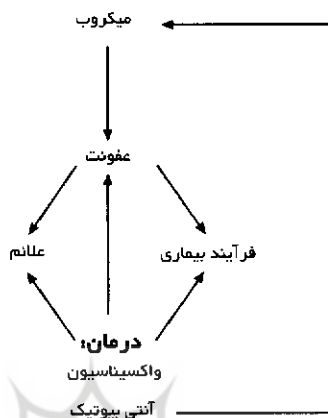 میکروب
عفونت
علائم
فرآیند بیماری
درمان:
واکسیناسیون
آنتی بیوتیک